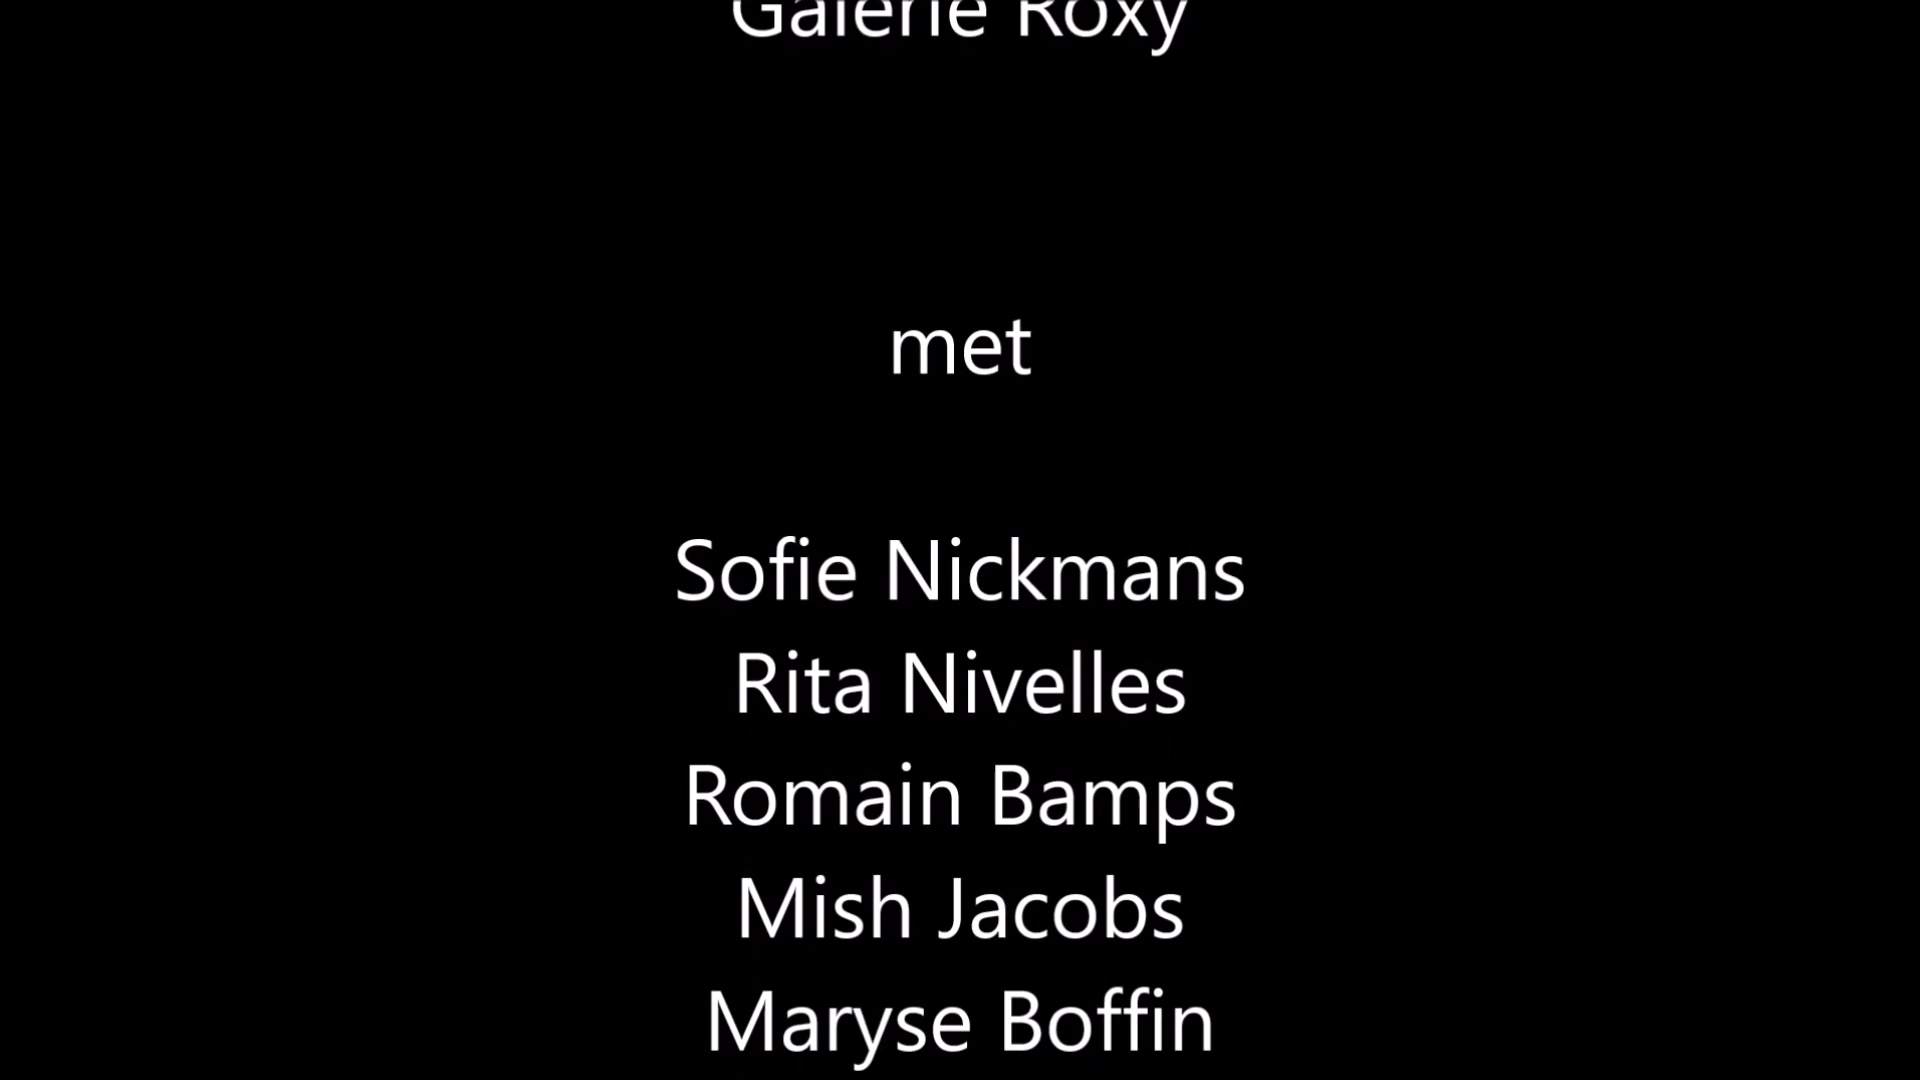 Galerie Roxy
met
Sofie Nickmans
Rita Nivelles
Romain Bamps
Mish Jacobs
Maryse Boffin